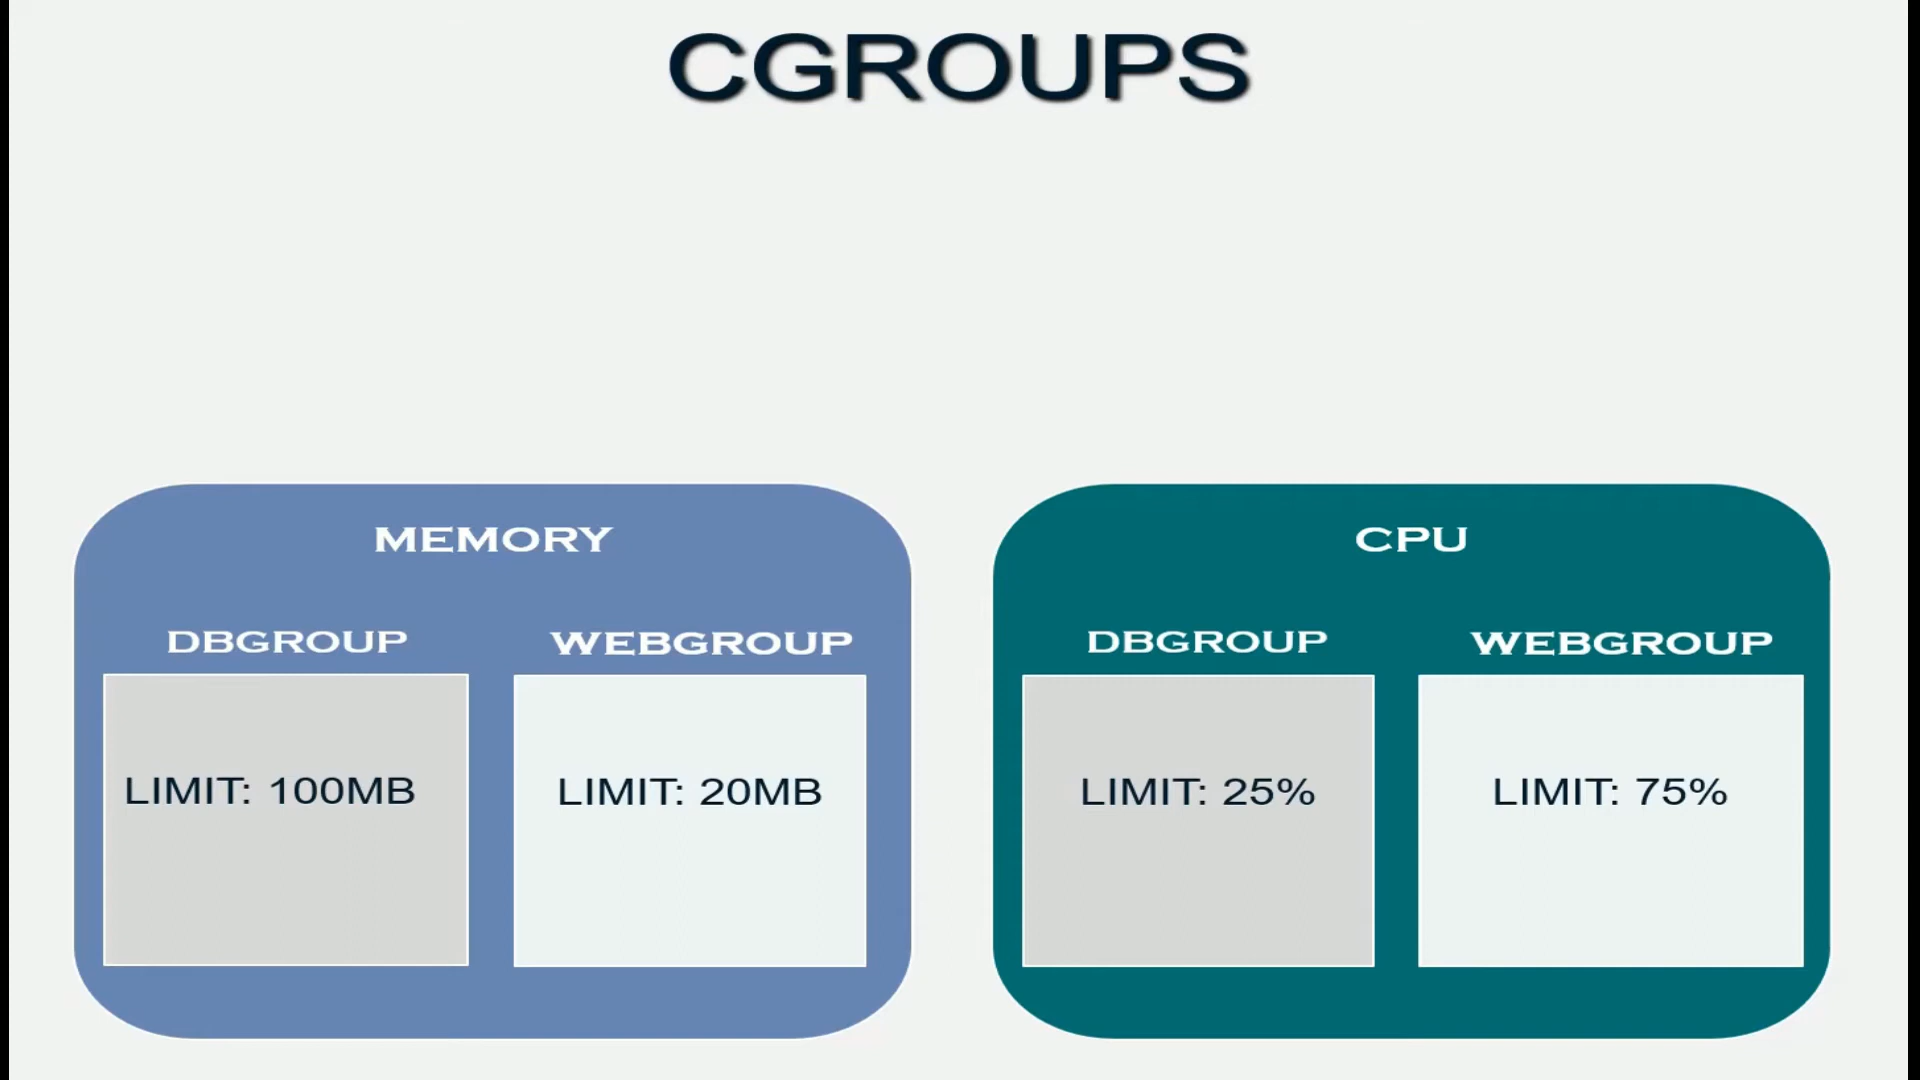 CGROUPS
MEMORY
DBGROUP
WEBGROUP
LIMIT: 100MB
LIMIT: 20MB
CPU
DBGROUP
WEBGROUP
LIMIT: 25%
LIMIT: 75%